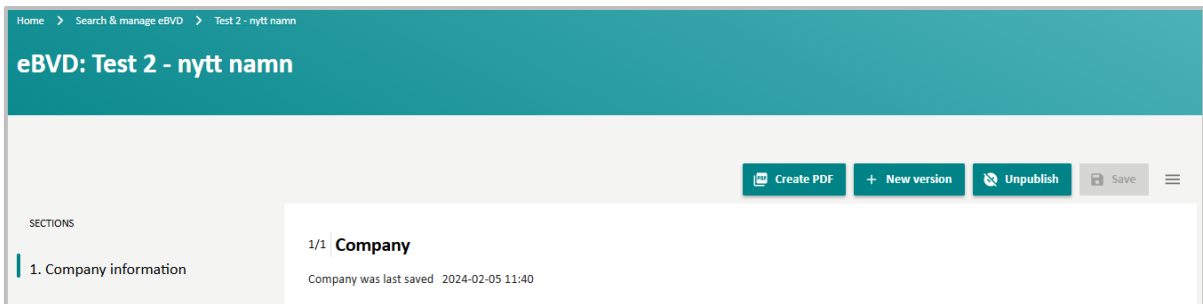 Home > Search & manage eBVD > Test 2 - nytt namn
eBVD: Test 2 - nytt namn
PDF Create PDF + New version Unpublish Save
SECTIONS
1. Company information
1/1 Company
Company was last saved 2024-02-05 11:40